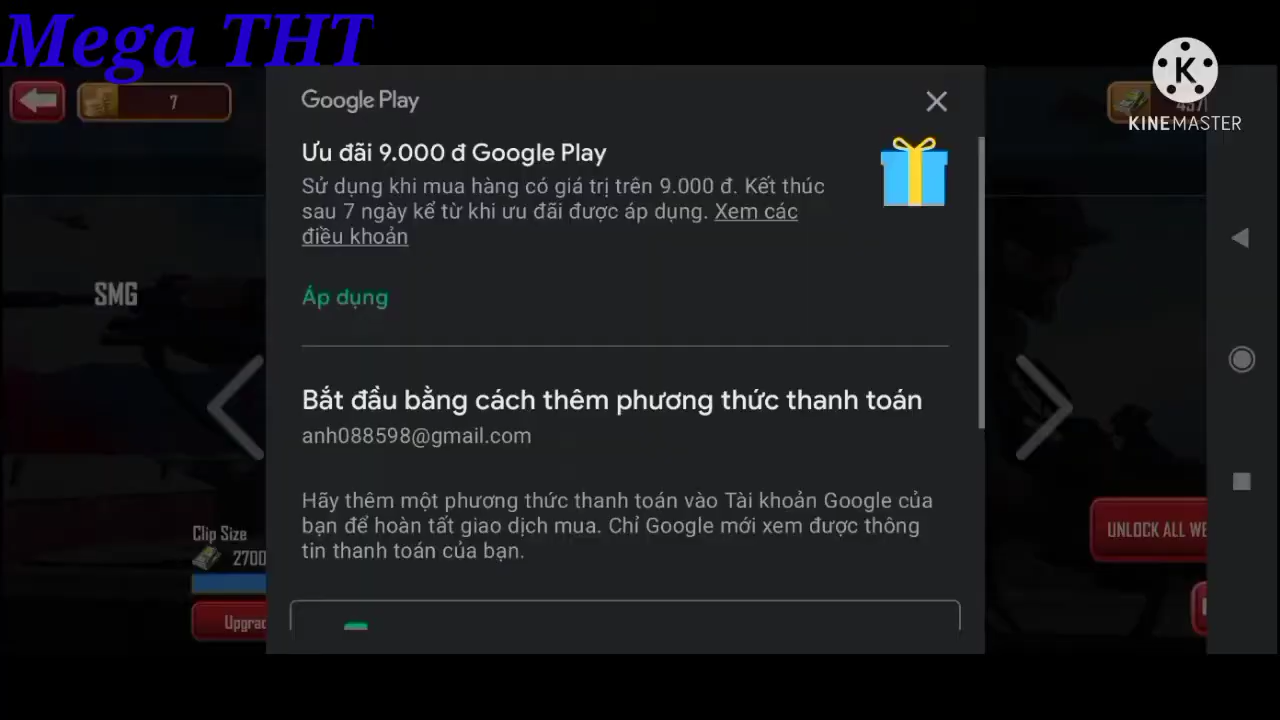 Mega THT
KINEMASTER
7
Google Play
Ưu đãi 9.000 đ Google Play
Sử dụng khi mua hàng có giá trị trên 9.000 đ. Kết thúc
sau 7 ngày kể từ khi ưu đãi được áp dụng. Xem các
điều khoản
Áp dụng
SMG
Bắt đầu bằng cách thêm phương thức thanh toán
anh088598@gmail.com
Hãy thêm một phương thức thanh toán vào Tài khoản Google của
bạn để hoàn tất giao dịch mua. Chỉ Google mới xem được thông
tin thanh toán của bạn.
Clip Size
2700
UNLOCK ALL WE
Upgrad